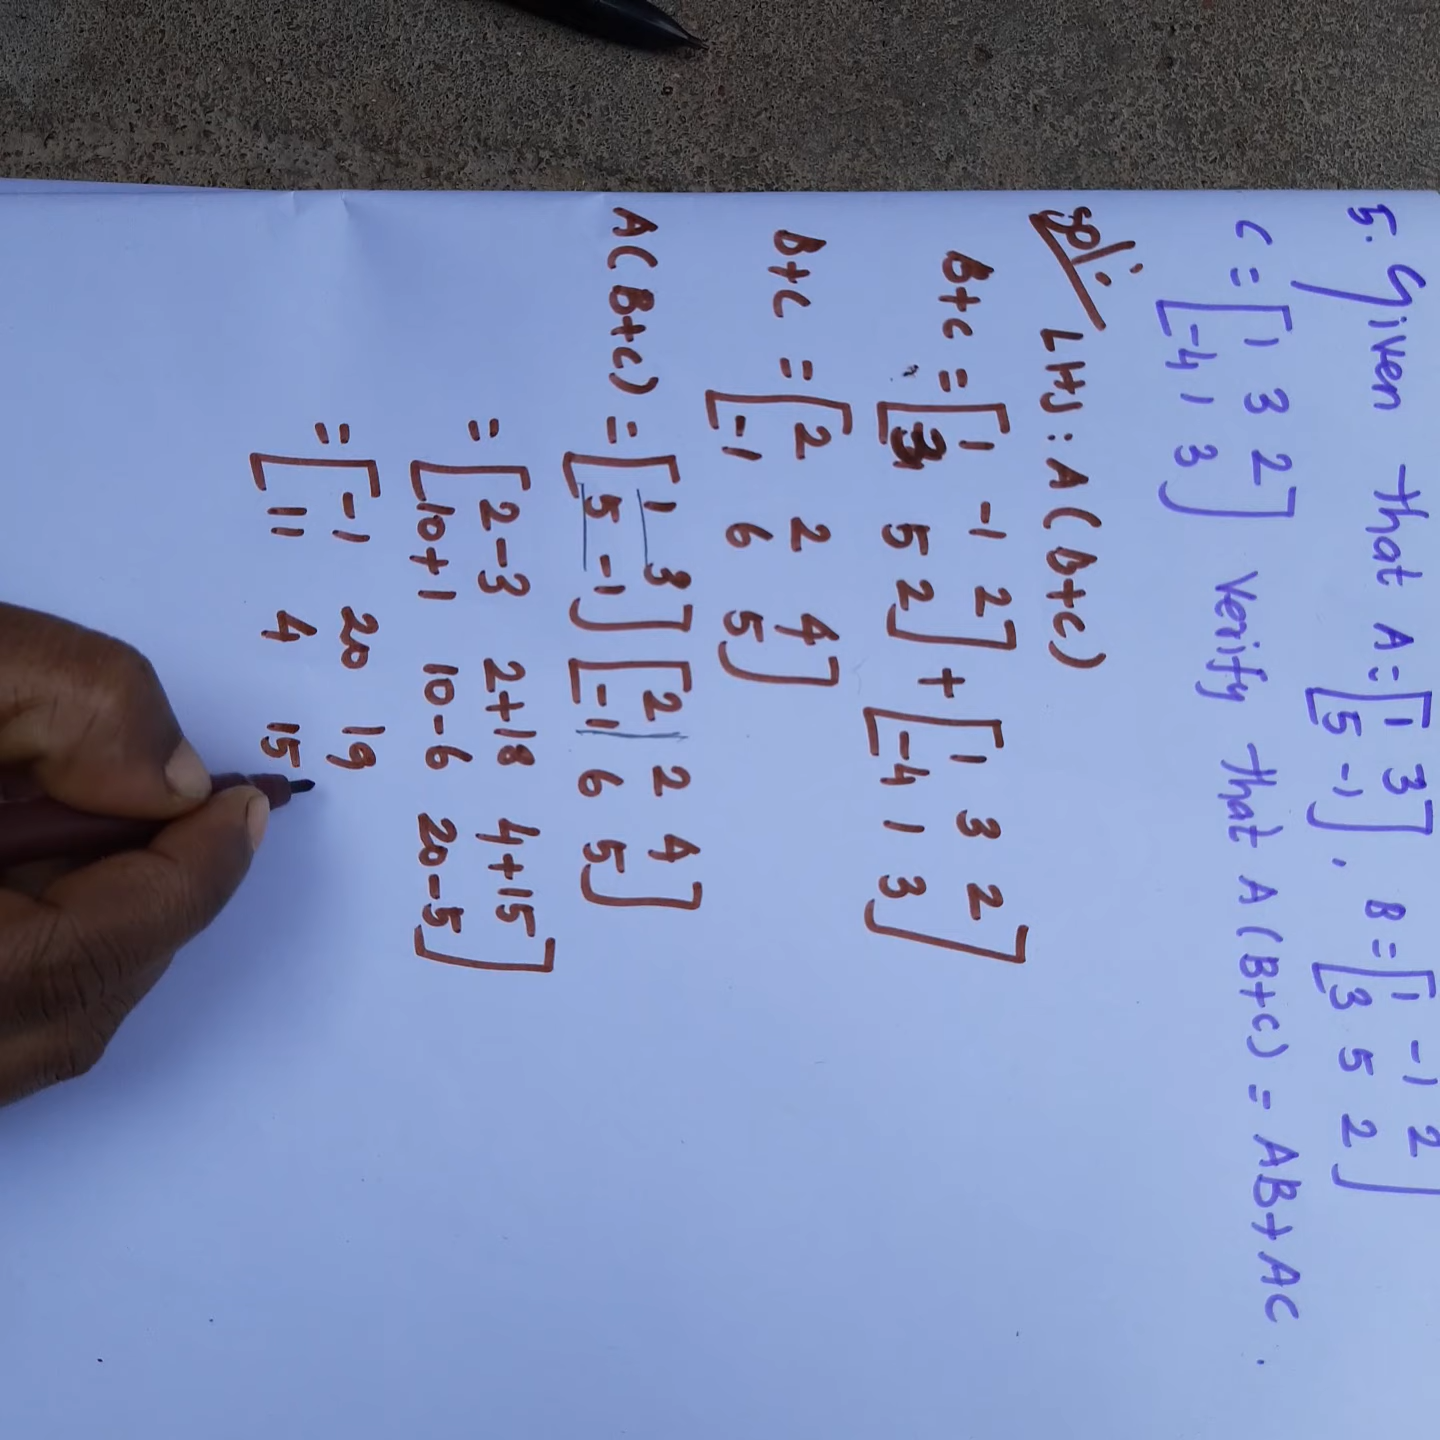 5. Given that A = [1 3
5 -1], B = [1 -1 2
3 5 2]
C = [1 3 2
-4 1 3] Verify that A(B+C) = AB+AC.
Soln. LHS: A(B+C)
B+C = [1 -1 2
3 5 2] + [1 3 2
-4 1 3]
B+C = [2 2 4
-1 6 5]
A(B+C) = [1 3
5 -1] [2 2 4
-1 6 5]
= [2-3 2+18 4+15
10+1 10-6 20-5]
= [-1 20 19
11 4 15